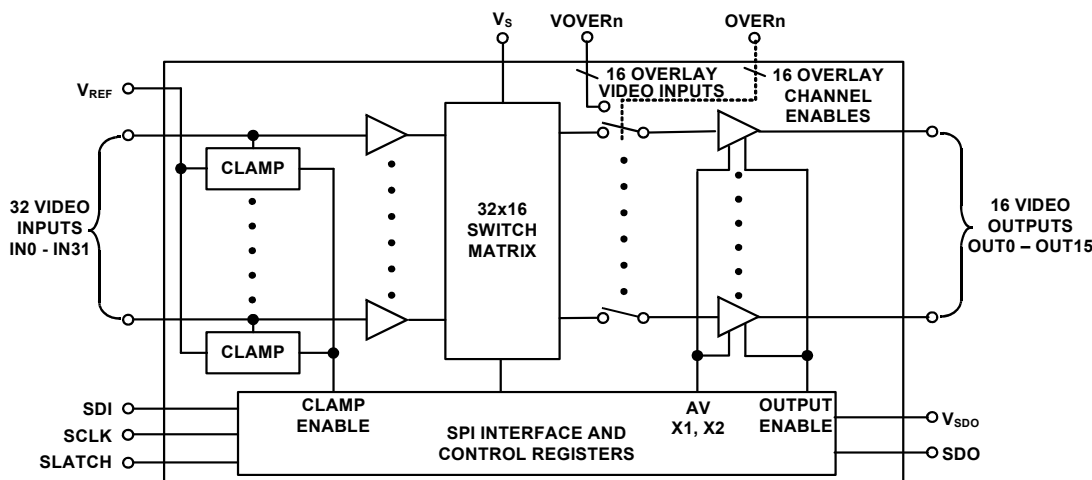 VS
VOVERn
OVERn
16 OVERLAY
VIDEO INPUTS
16 OVERLAY
CHANNEL
ENABLES
VREF
CLAMP
32 VIDEO
INPUTS
IN0 - IN31
32x16
SWITCH
MATRIX
16 VIDEO
OUTPUTS
OUT0 – OUT15
CLAMP
SDI
SCLK
SLATCH
CLAMP
ENABLE
AV
X1, X2
OUTPUT
ENABLE
SPI INTERFACE AND
CONTROL REGISTERS
VSDO
SDO